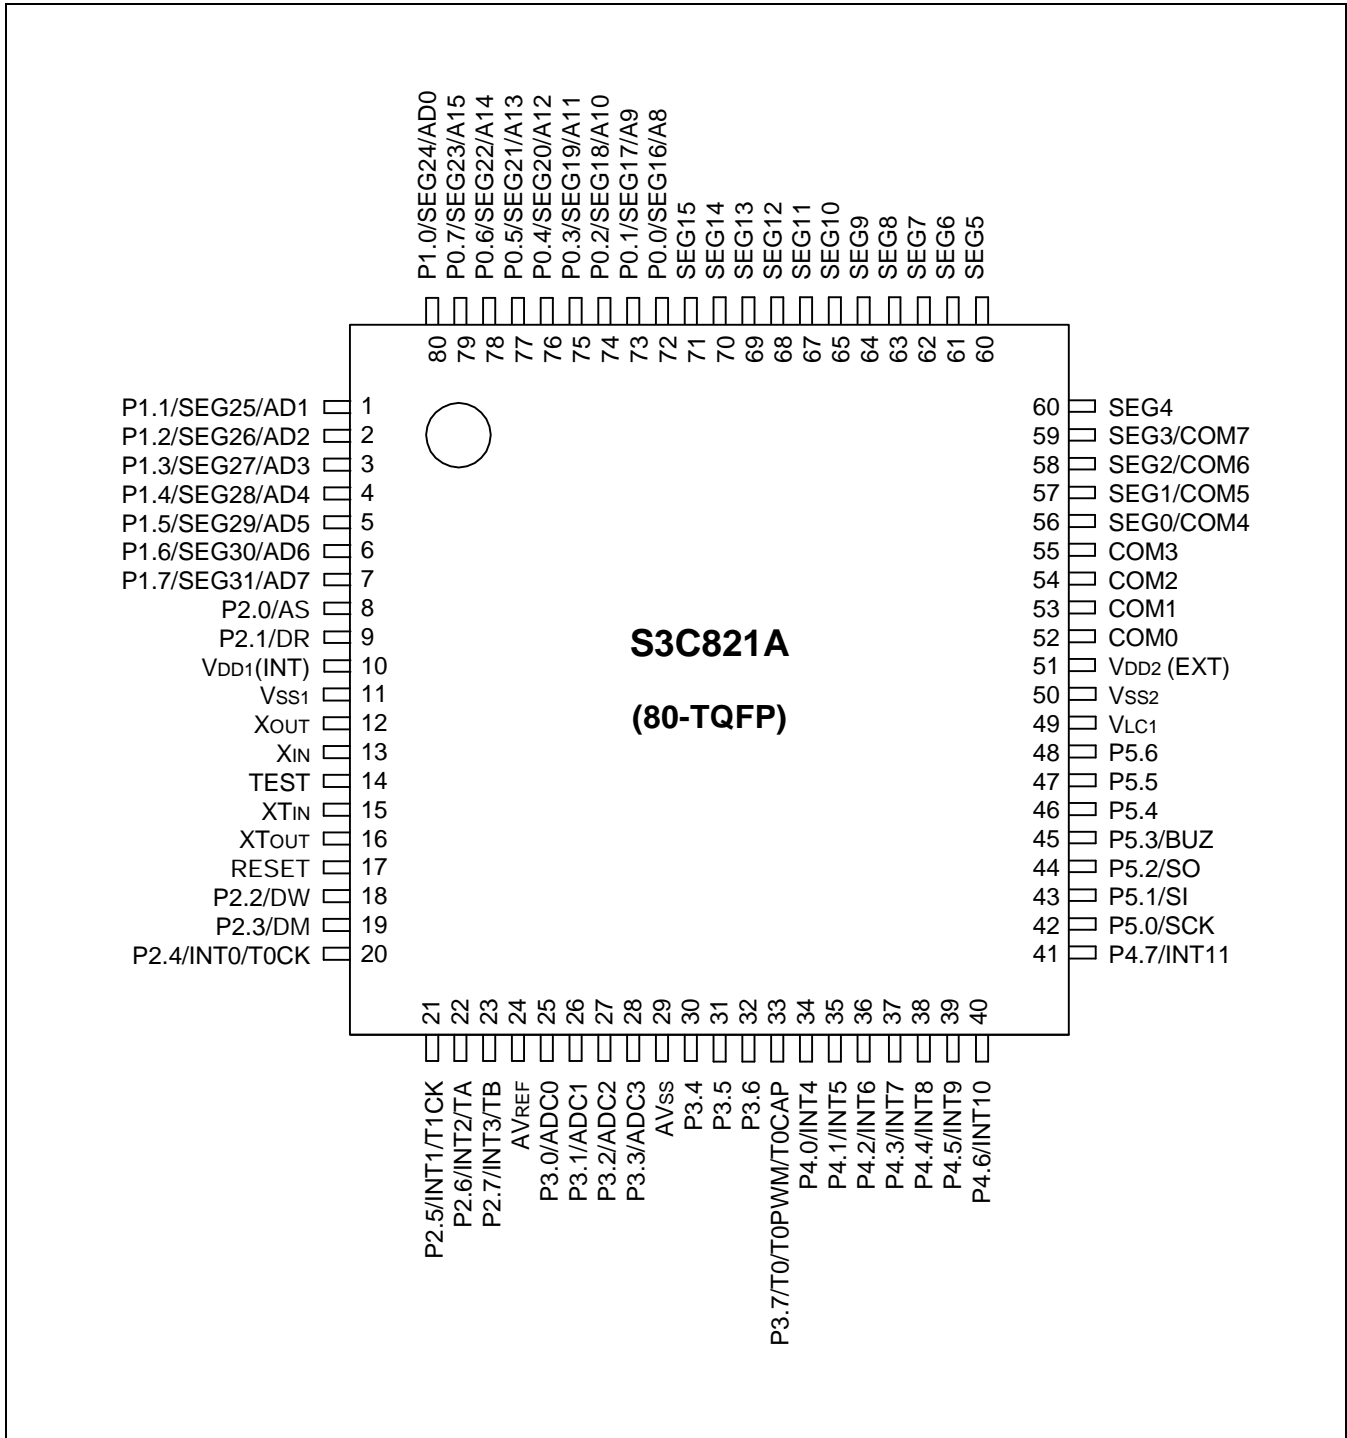 P1.0/SEG24/AD0
P0.7/SEG23/A15
P0.6/SEG22/A14
P0.5/SEG21/A13
P0.4/SEG20/A12
P0.3/SEG19/A11
P0.2/SEG18/A10
P0.1/SEG17/A9
P0.0/SEG16/A8
SEG15
SEG14
SEG13
SEG12
SEG11
SEG10
SEG9
SEG8
SEG7
SEG6
SEG5
80
79
78
77
76
75
74
73
72
71
70
69
68
67
65
64
63
62
61
60
P1.1/SEG25/AD1 1
P1.2/SEG26/AD2 2
P1.3/SEG27/AD3 3
P1.4/SEG28/AD4 4
P1.5/SEG29/AD5 5
P1.6/SEG30/AD6 6
P1.7/SEG31/AD7 7
P2.0/AS 8
P2.1/DR 9
VDD1(INT) 10
VSS1 11
XOUT 12
XIN 13
TEST 14
XTIN 15
XTOUT 16
RESET 17
P2.2/DW 18
P2.3/DM 19
P2.4/INT0/T0CK 20
S3C821A
(80-TQFP)
60 SEG4
59 SEG3/COM7
58 SEG2/COM6
57 SEG1/COM5
56 SEG0/COM4
55 COM3
54 COM2
53 COM1
52 COM0
51 VDD2 (EXT)
50 VSS2
49 VLC1
48 P5.6
47 P5.5
46 P5.4
45 P5.3/BUZ
44 P5.2/SO
43 P5.1/SI
42 P5.0/SCK
41 P4.7/INT11
21
22
23
24
25
26
27
28
29
30
31
32
33
34
35
36
37
38
39
40
P2.5/INT1/T1CK
P2.6/INT2/TA
P2.7/INT3/TB
AVREF
P3.0/ADC0
P3.1/ADC1
P3.2/ADC2
P3.3/ADC3
AVSS
P3.4
P3.5
P3.6
P3.7/T0/T0PWM/T0CAP
P4.0/INT4
P4.1/INT5
P4.2/INT6
P4.3/INT7
P4.4/INT8
P4.5/INT9
P4.6/INT10